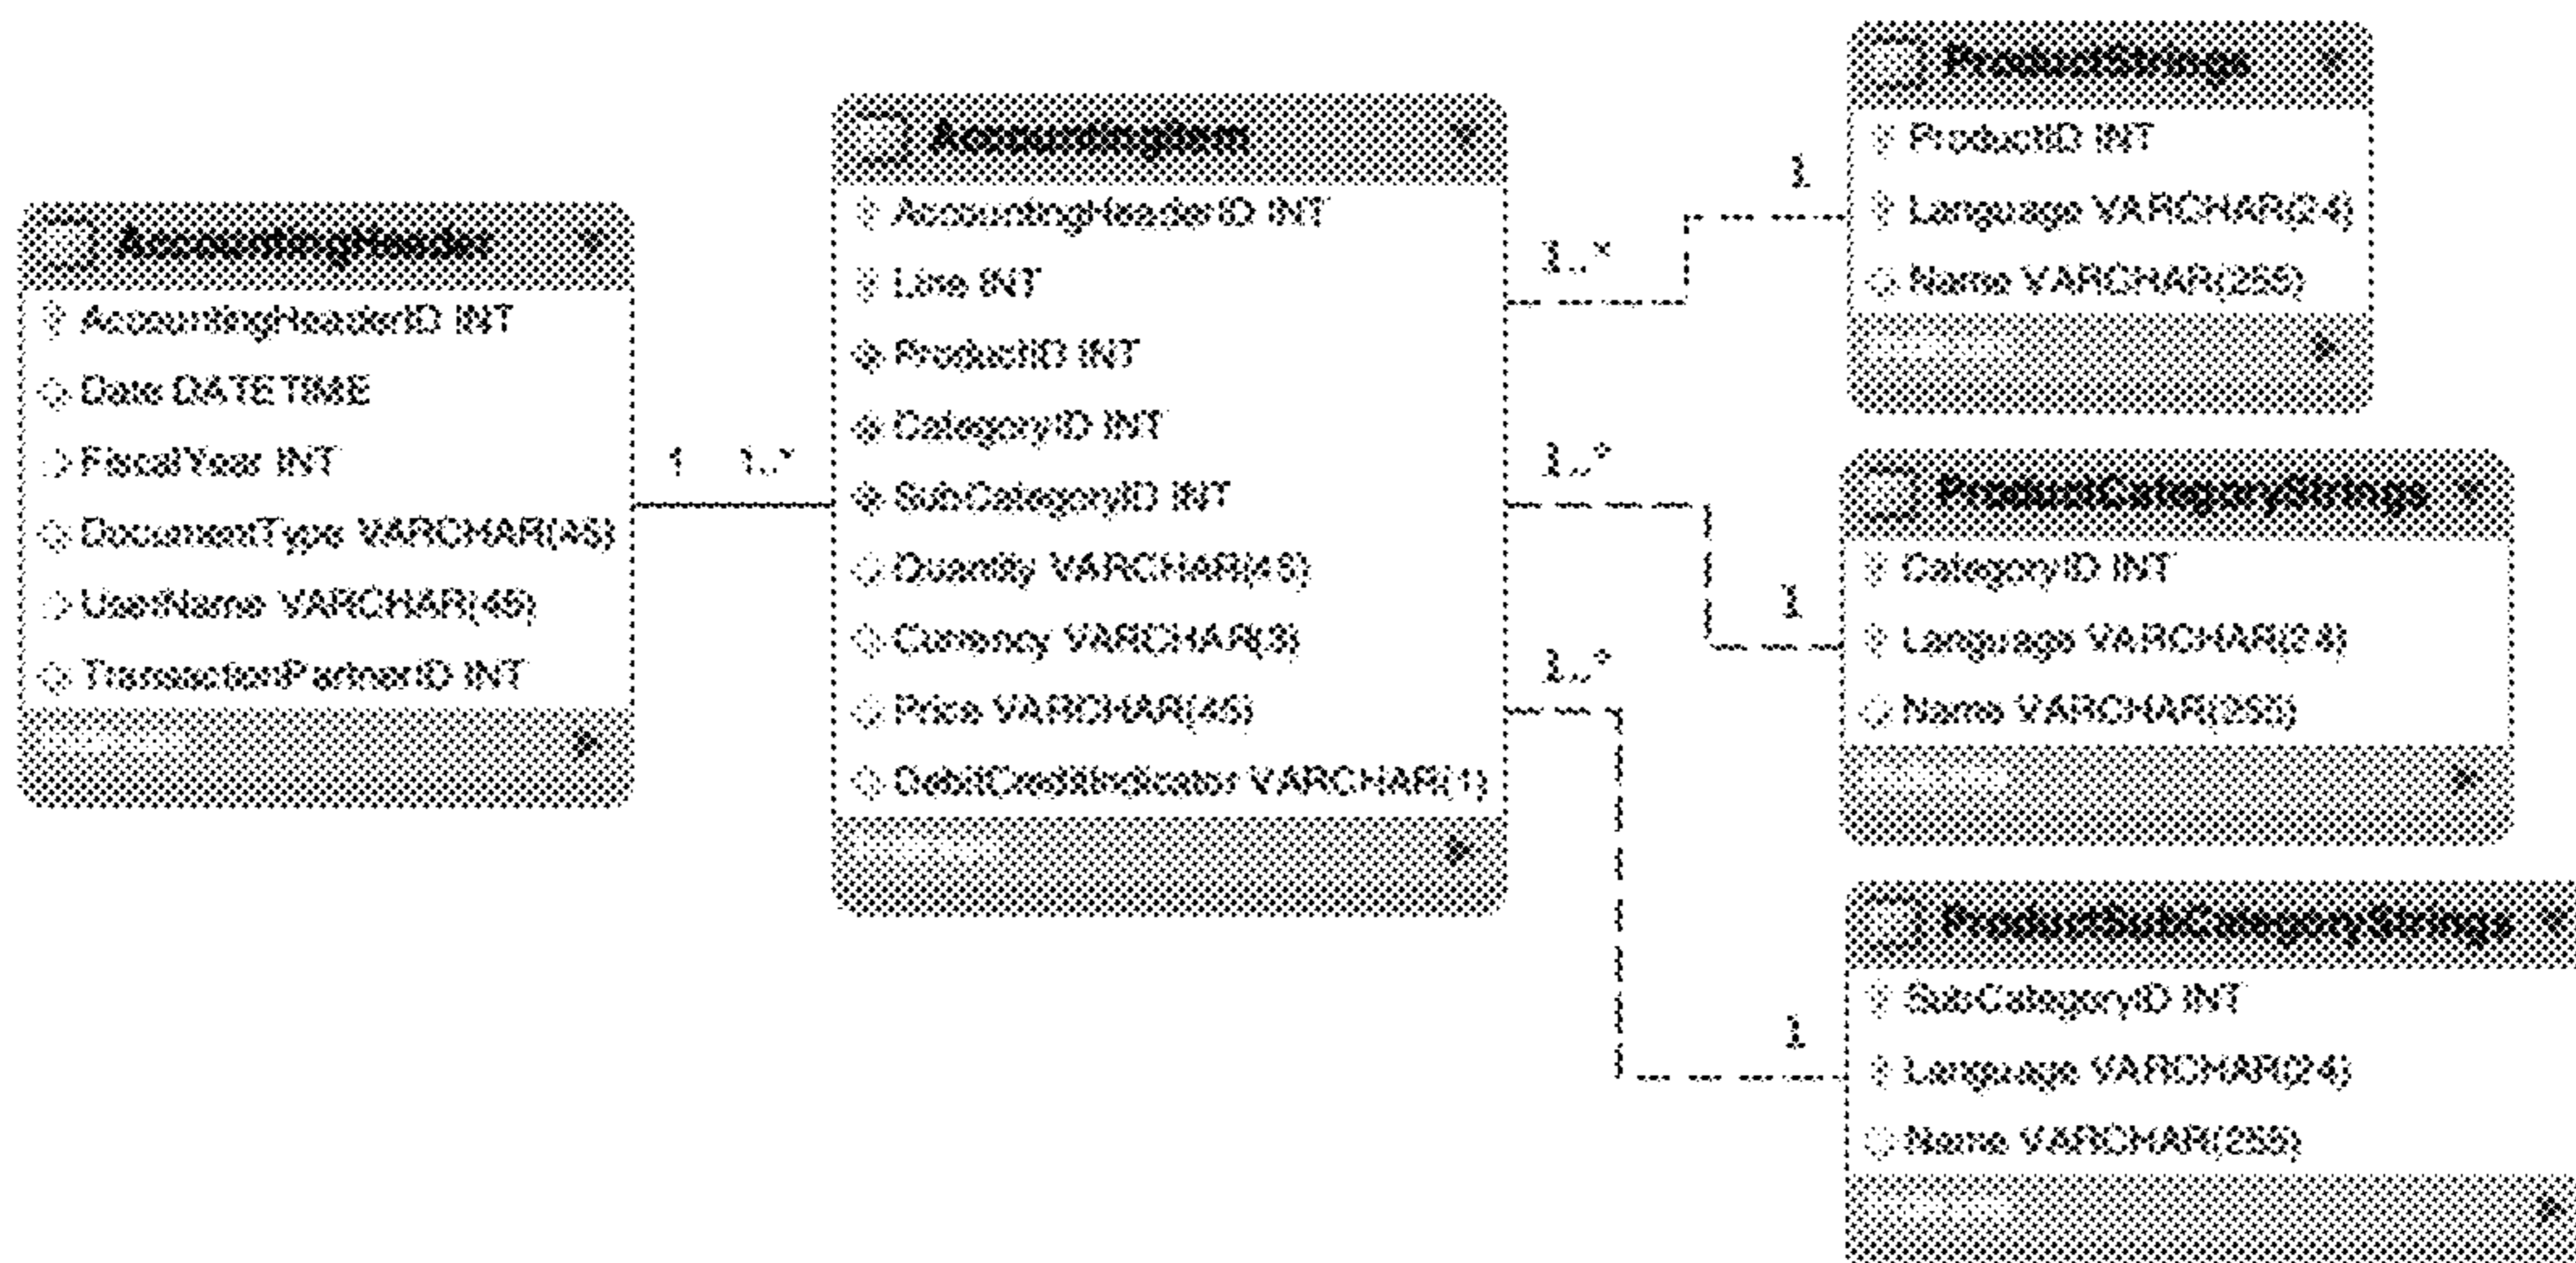 AccountingHeader
AccountingHeaderID INT
Date DATETIME
FiscalYear INT
DocumentType VARCHAR(45)
UserName VARCHAR(45)
TransactionPartnerID INT
1
1..*
AccountingItem
AccountingHeaderID INT
Line INT
ProductID INT
CategoryID INT
SubCategoryID INT
Quantity VARCHAR(45)
Currency VARCHAR(3)
Price VARCHAR(45)
DebitCreditIndicator VARCHAR(1)
1..*
1
1..*
1
1..*
1
ProductStrings
ProductID INT
Language VARCHAR(24)
Name VARCHAR(255)
ProductCategoryStrings
CategoryID INT
Language VARCHAR(24)
Name VARCHAR(255)
ProductSubCategoryStrings
SubCategoryID INT
Language VARCHAR(24)
Name VARCHAR(255)